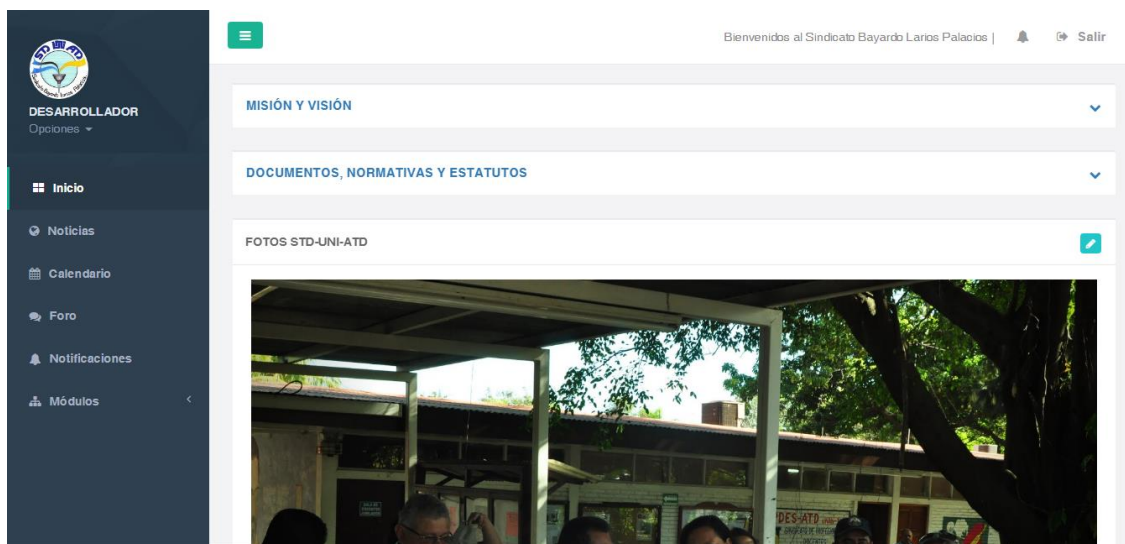 Bienvenidos al Sindicato Bayardo Larios Palacios |
Salir
DESARROLLADOR
Opciones
Inicio
Noticias
Calendario
Foro
Notificaciones
Módulos
MISIÓN Y VISIÓN
DOCUMENTOS, NORMATIVAS Y ESTATUTOS
FOTOS STD-UNI-ATD
DES-ATD